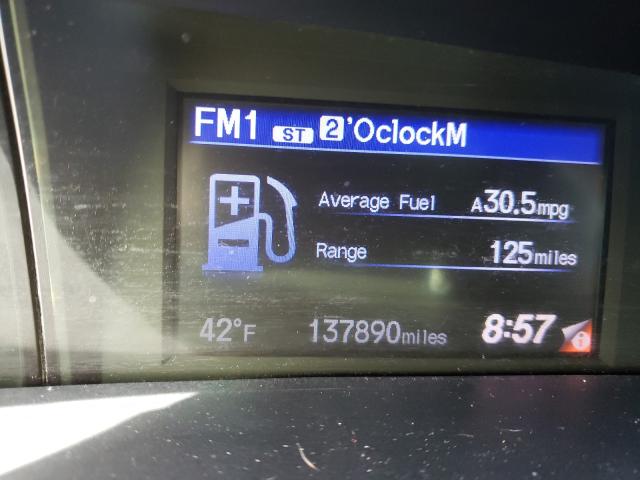 FM1 ST 2 'OclockM
Average Fuel A30.5mpg
Range 125miles
42°F 137890miles 8:57 i